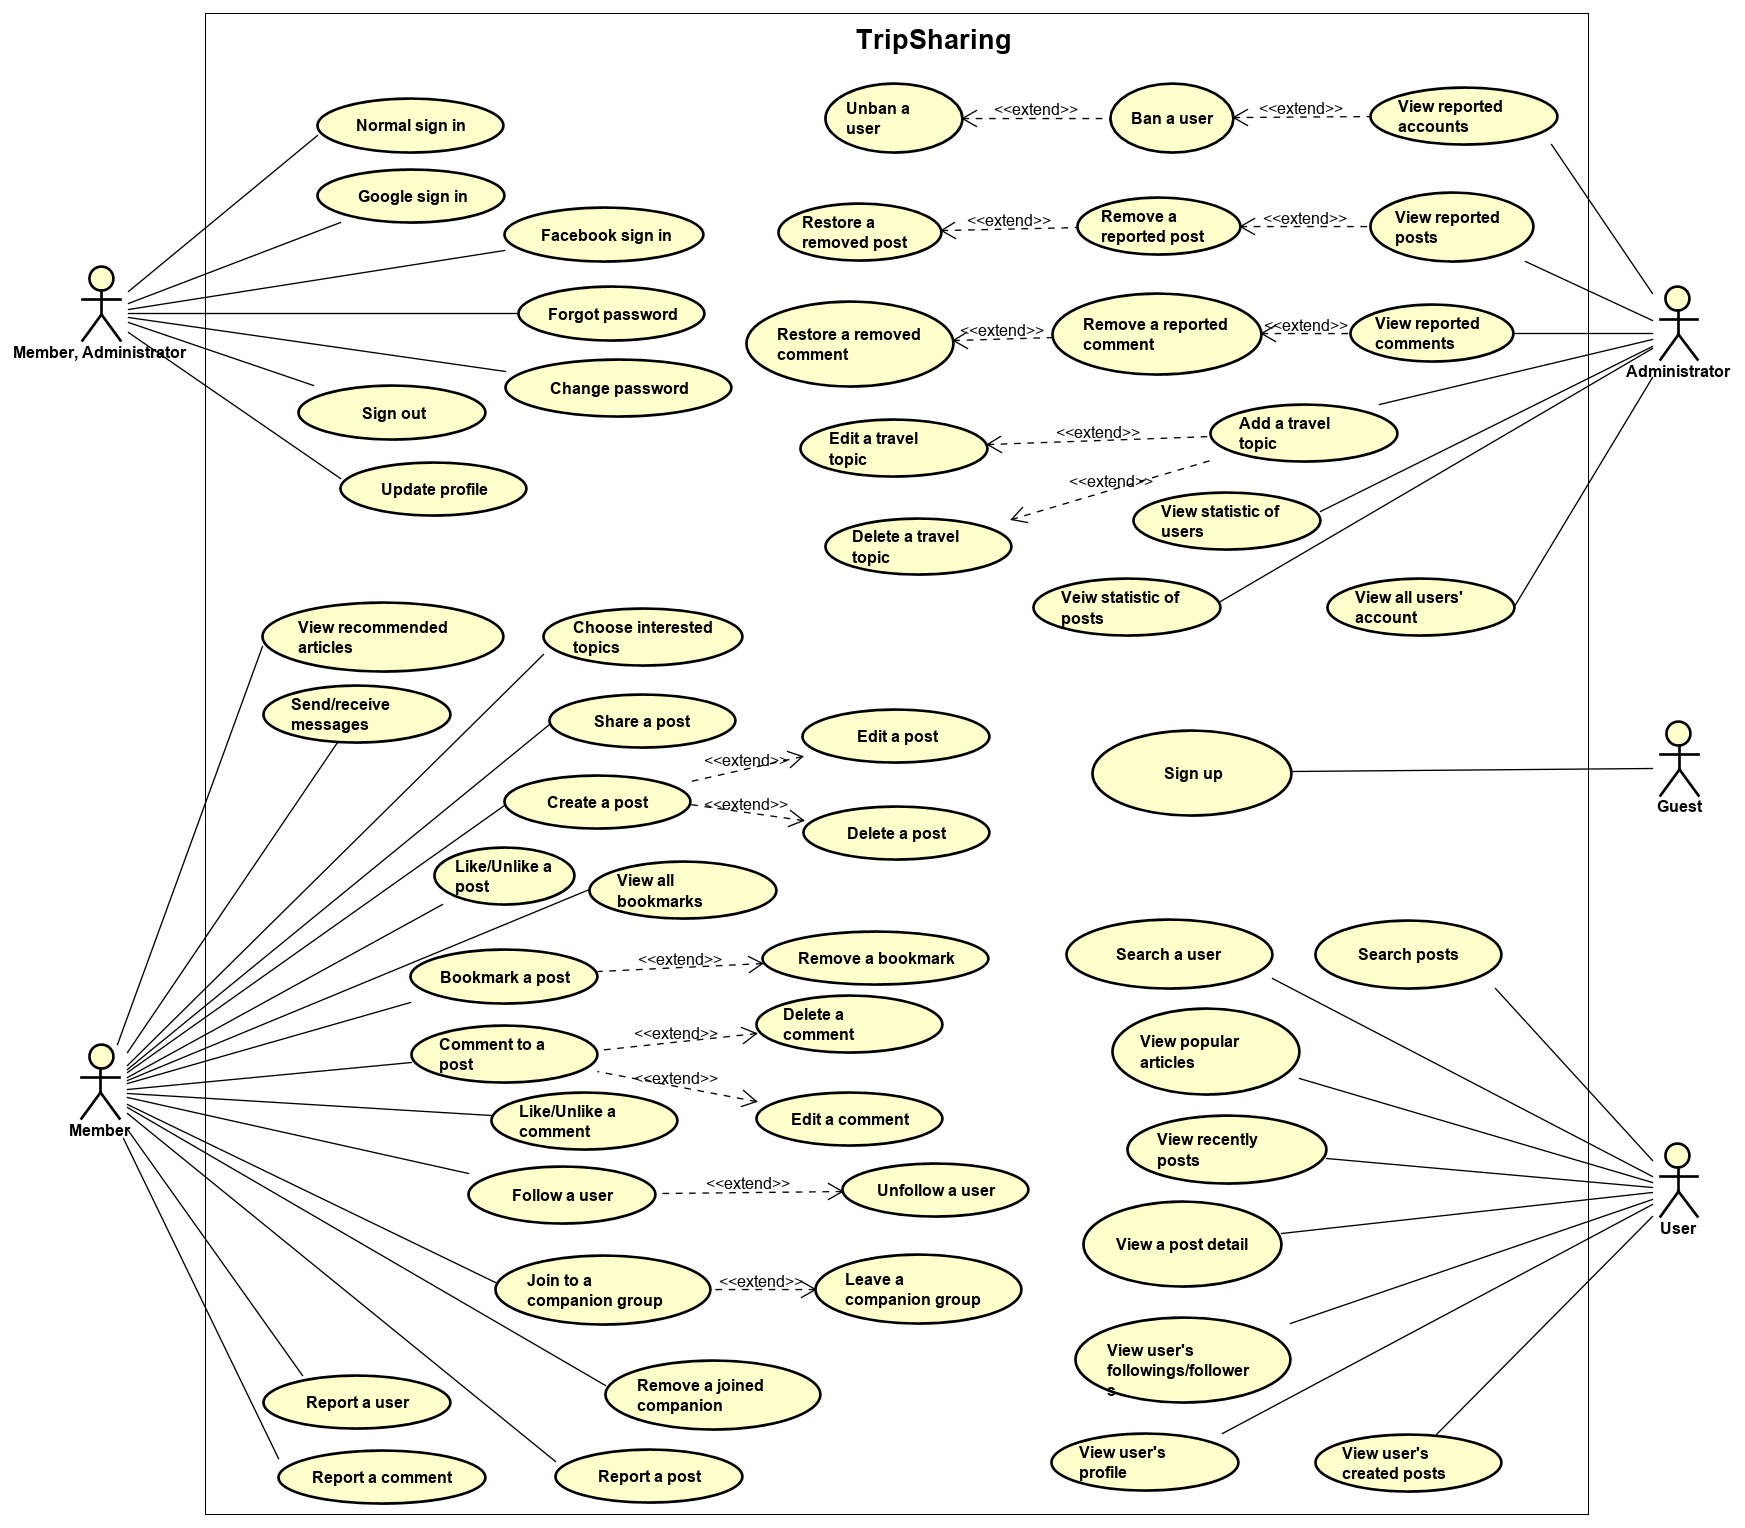 TripSharing
Normal sign in
Google sign in
Facebook sign in
Forgot password
Change password
Sign out
Update profile
Member, Administrator
Unban a
user
<<extend>>
Ban a user
<<extend>>
View reported
accounts
Restore a
removed post
<<extend>>
Remove a
reported post
<<extend>>
View reported
posts
Restore a removed
comment
<<extend>>
Remove a reported
comment
<<extend>>
View reported
comments
Administrator
Edit a travel
topic
<<extend>>
Add a travel
topic
<<extend>>
Delete a travel
topic
View statistic of
users
Veiw statistic of
posts
View all users'
account
View recommended
articles
Choose interested
topics
Send/receive
messages
Share a post
Create a post
<<extend>>
Edit a post
<<extend>>
Delete a post
Like/Unlike a
post
View all
bookmarks
Bookmark a post
<<extend>>
Remove a bookmark
Comment to a
post
<<extend>>
Delete a
comment
<<extend>>
Edit a comment
Like/Unlike a
comment
Member
Follow a user
<<extend>>
Unfollow a user
Join to a
companion group
<<extend>>
Leave a
companion group
Remove a joined
companion
Report a user
Report a comment
Report a post
Sign up
Guest
Search a user
Search posts
View popular
articles
View recently
posts
User
View a post detail
View user's
followings/follower
s
View user's
profile
View user's
created posts